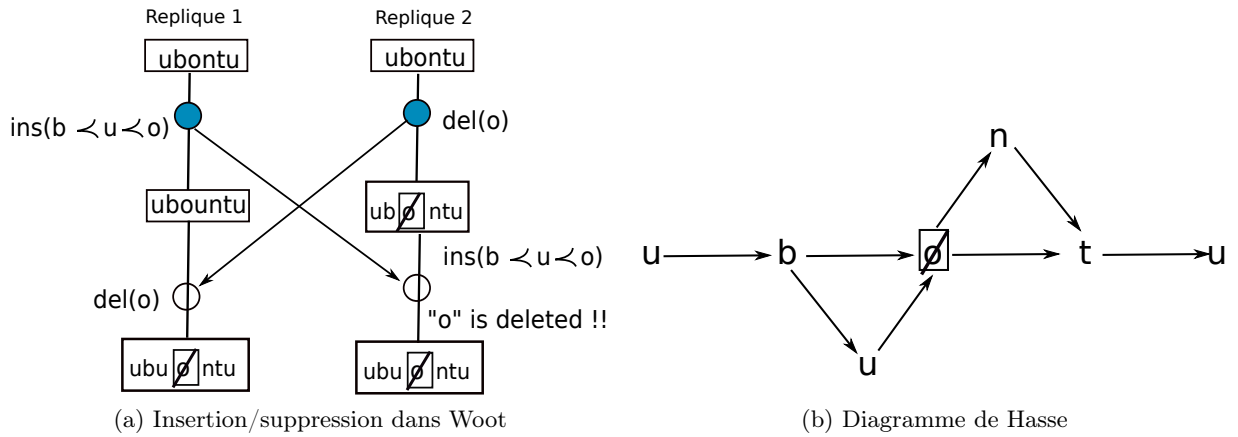 Replique 1
Replique 2
ubontu
ubontu
ins(b ≺ u ≺ o)
del(o)
ubountu
ub o ntu
ins(b ≺ u ≺ o)
del(o)
"o" is deleted !!
ubu o ntu
ubu o ntu
(a) Insertion/suppression dans Woot
n
u b o t u
u
(b) Diagramme de Hasse